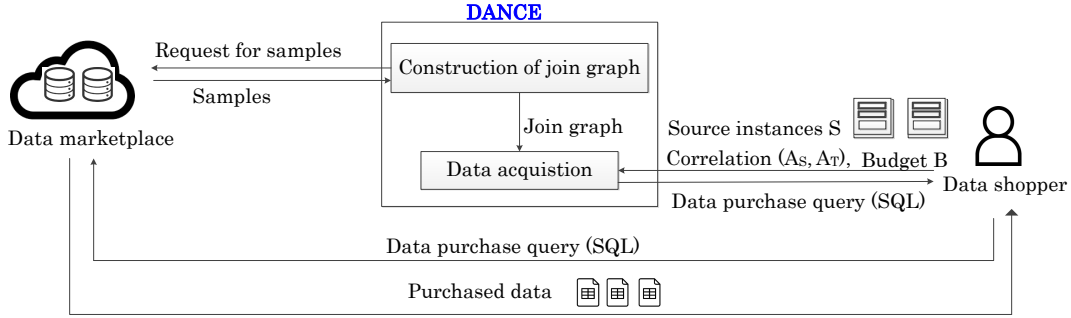 DANCE
Request for samples
Construction of join graph
Samples
Data marketplace
Join graph
Source instances S
Data acquistion
Correlation (AS, AT), Budget B
Data shopper
Data purchase query (SQL)
Data purchase query (SQL)
Purchased data